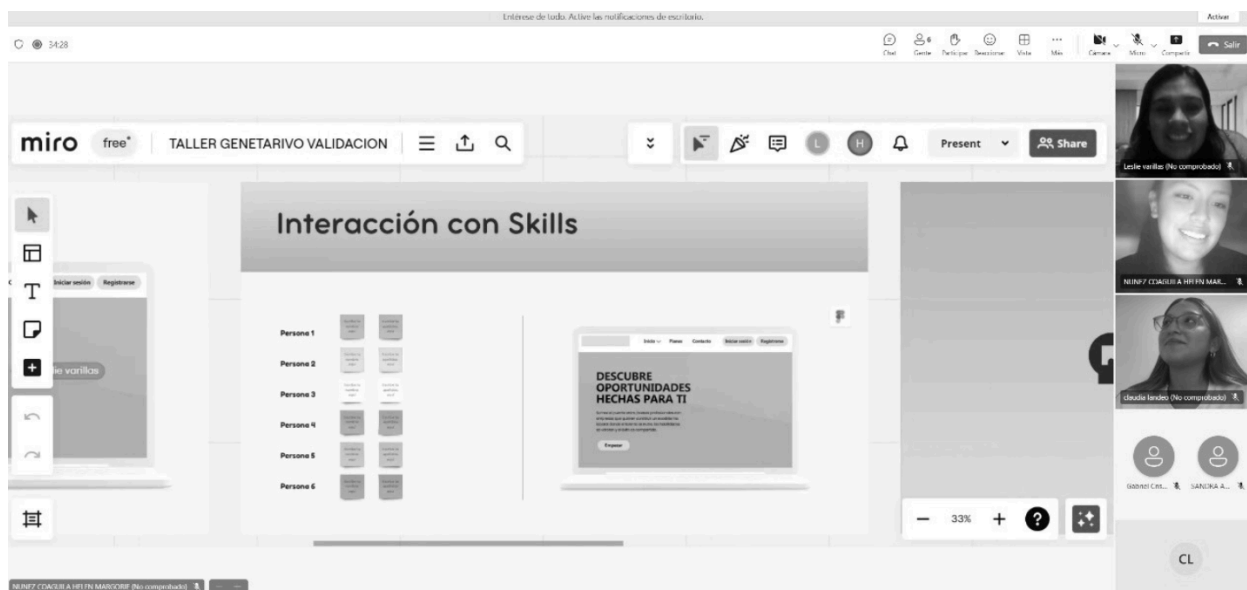 Entérese de todo. Active las notificaciones de escritorio.
Activar
34:28
Chat
Gente 6
Participar
Reaccionar
Vista
Más
Cámara
Micro
Compartir
Salir
miro
free
TALLER GENETARIVO VALIDACION
Present
Share
L
H
Leslie varillas (No comprobado)
Interacción con Skills
Iniciar sesión
Registrarse
ie varillas
Persona 1
Persona 2
Persona 3
Persona 4
Persona 5
Persona 6
Inicio
Planes
Contacto
Iniciar sesión
Registrarse
DESCUBRE
OPORTUNIDADES
HECHAS PARA TI
Empezar
NUNEZ COAGUILA HELEN MAR...
claudia landeo (No comprobado)
SANDRA A...
33%
CL
NUNEZ COAGUILA HELEN MARGORIE (No comprobado)